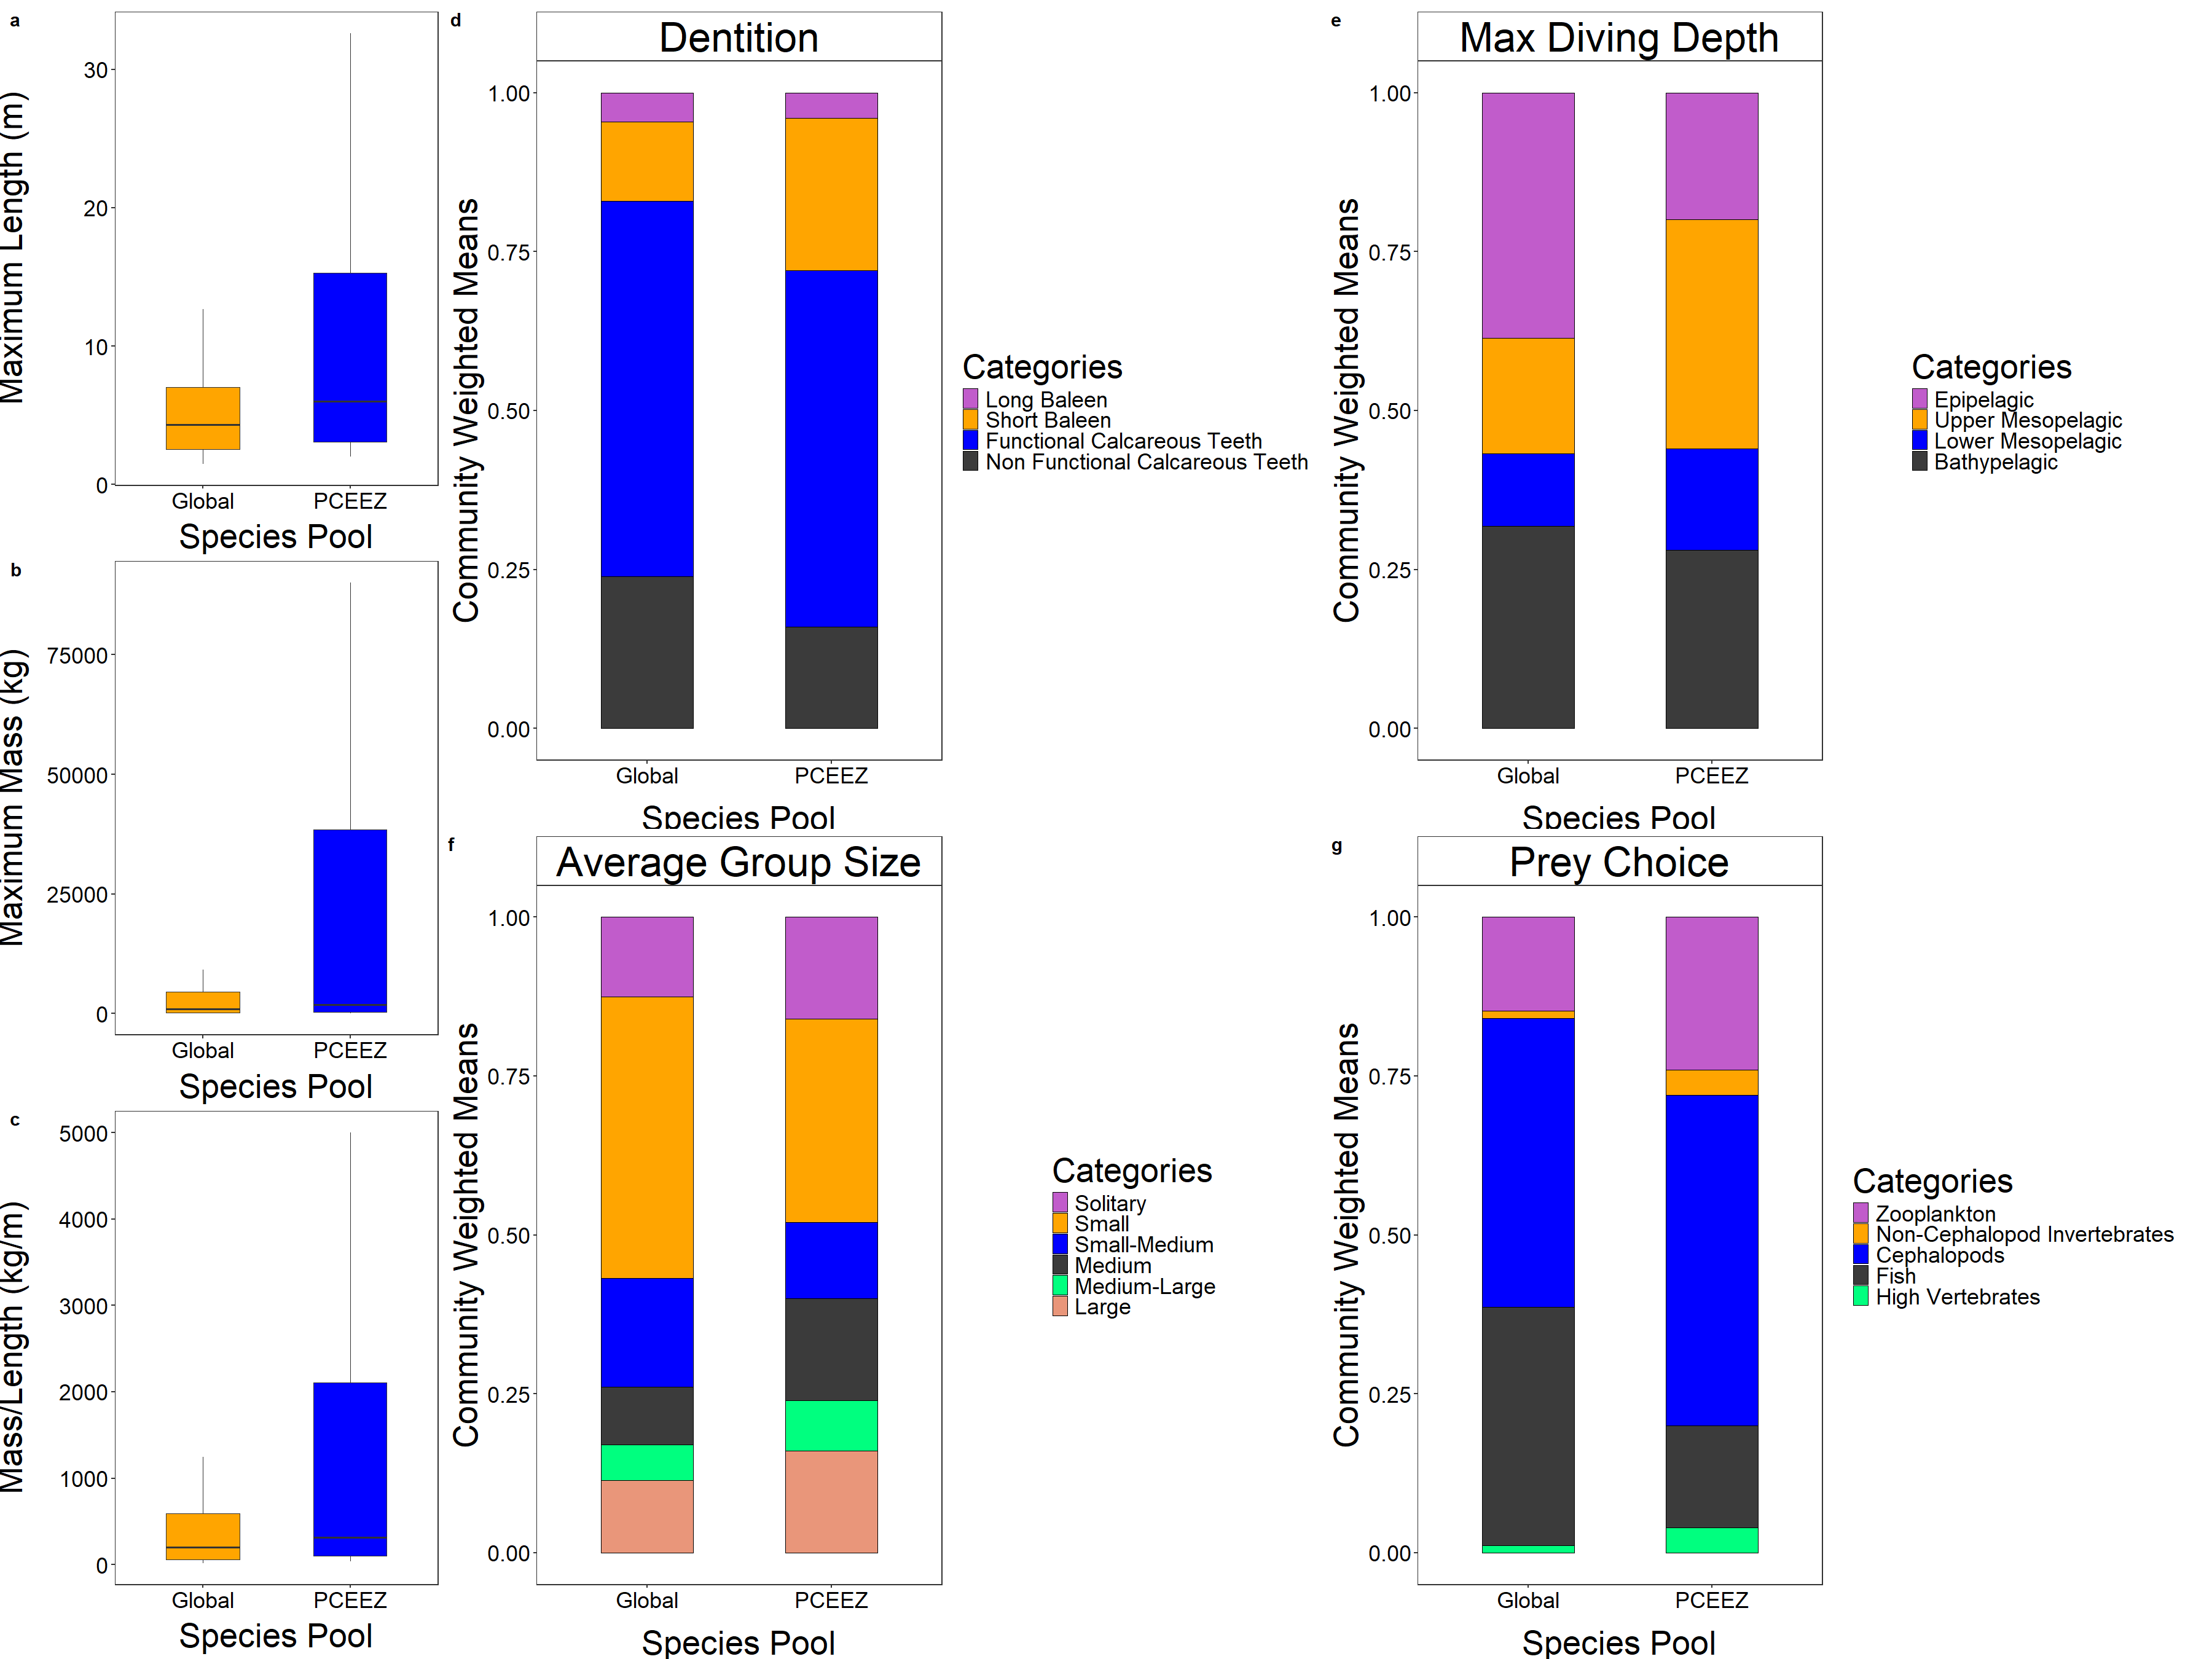 a
Maximum Length (m)
30
20
10
0
Global PCEEZ
Species Pool
b
Maximum Mass (kg)
75000
50000
25000
0
Global PCEEZ
Species Pool
c
Mass/Length (kg/m)
5000
4000
3000
2000
1000
0
Global PCEEZ
Species Pool
d
Dentition
Community Weighted Means
1.00
0.75
0.50
0.25
0.00
Global PCEEZ
Species Pool
Categories
Long Baleen
Short Baleen
Functional Calcareous Teeth
Non Functional Calcareous Teeth
e
Max Diving Depth
Community Weighted Means
1.00
0.75
0.50
0.25
0.00
Global PCEEZ
Species Pool
Categories
Epipelagic
Upper Mesopelagic
Lower Mesopelagic
Bathypelagic
f
Average Group Size
Community Weighted Means
1.00
0.75
0.50
0.25
0.00
Global PCEEZ
Species Pool
Categories
Solitary
Small
Small-Medium
Medium
Medium-Large
Large
g
Prey Choice
Community Weighted Means
1.00
0.75
0.50
0.25
0.00
Global PCEEZ
Species Pool
Categories
Zooplankton
Non-Cephalopod Invertebrates
Cephalopods
Fish
High Vertebrates